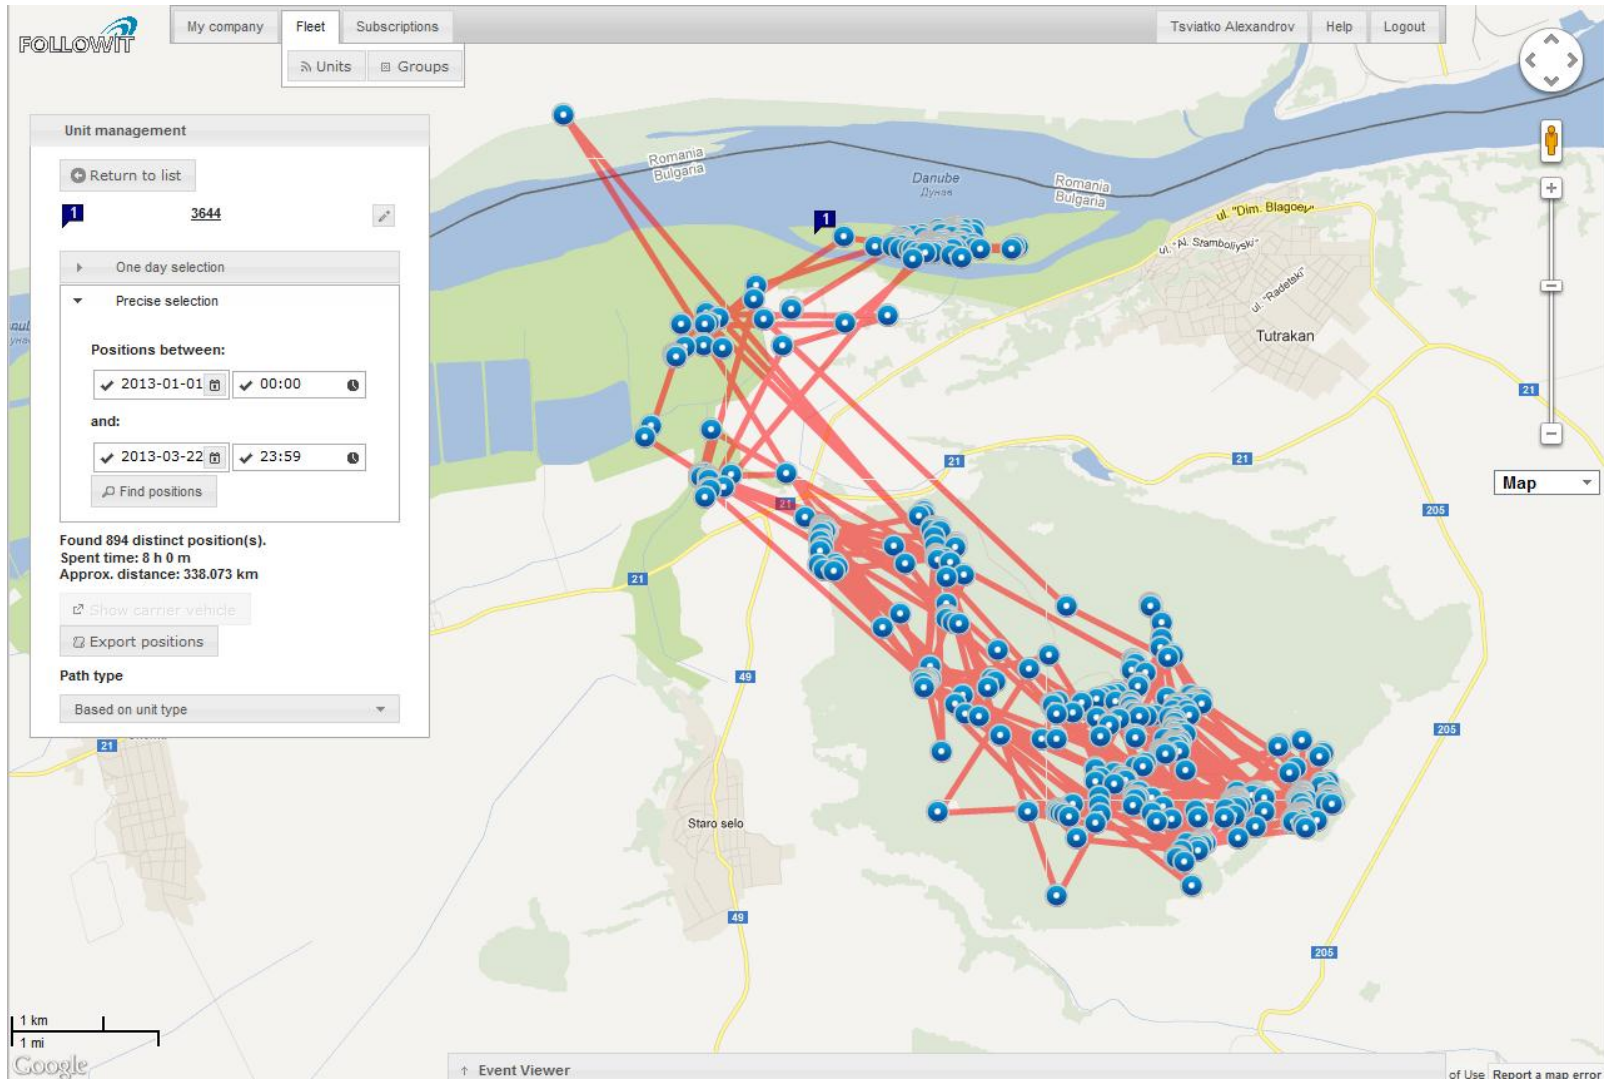 FOLLOWIT
My company
Fleet
Subscriptions
Tsviatko Alexandrov
Help
Logout
Units
Groups
Unit management
Return to list
1
3644
One day selection
Precise selection
Positions between:
2013-01-01
00:00
and:
2013-03-22
23:59
Find positions
Found 894 distinct position(s).
Spent time: 8 h 0 m
Approx. distance: 338.073 km
Show carrier vehicle
Export positions
Path type
Based on unit type
Romania
Bulgaria
Danube
Дунав
Romania
Bulgaria
1
ul. "Dim. Blagoev"
ul. "Al. Stamboliyski"
ul. "Radetski"
Tutrakan
21
Map
21
21
21
205
21
49
205
21
Staro selo
49
205
1 km
1 mi
Google
Event Viewer
of Use
Report a map error